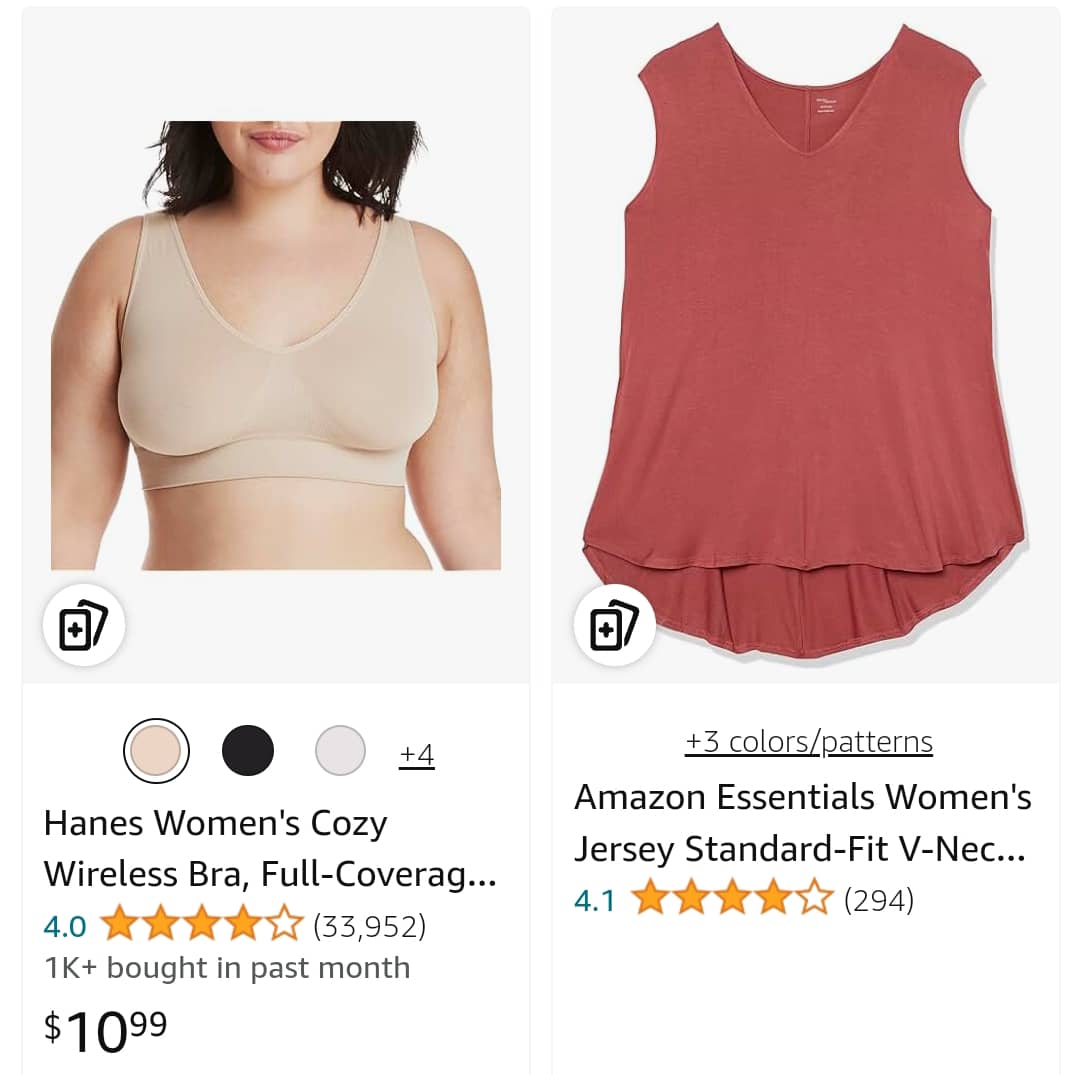 +4
Hanes Women's Cozy
Wireless Bra, Full-Coverag...
4.0 (33,952)
1K+ bought in past month
$10.99
+3 colors/patterns
Amazon Essentials Women's
Jersey Standard-Fit V-Nec...
4.1 (294)